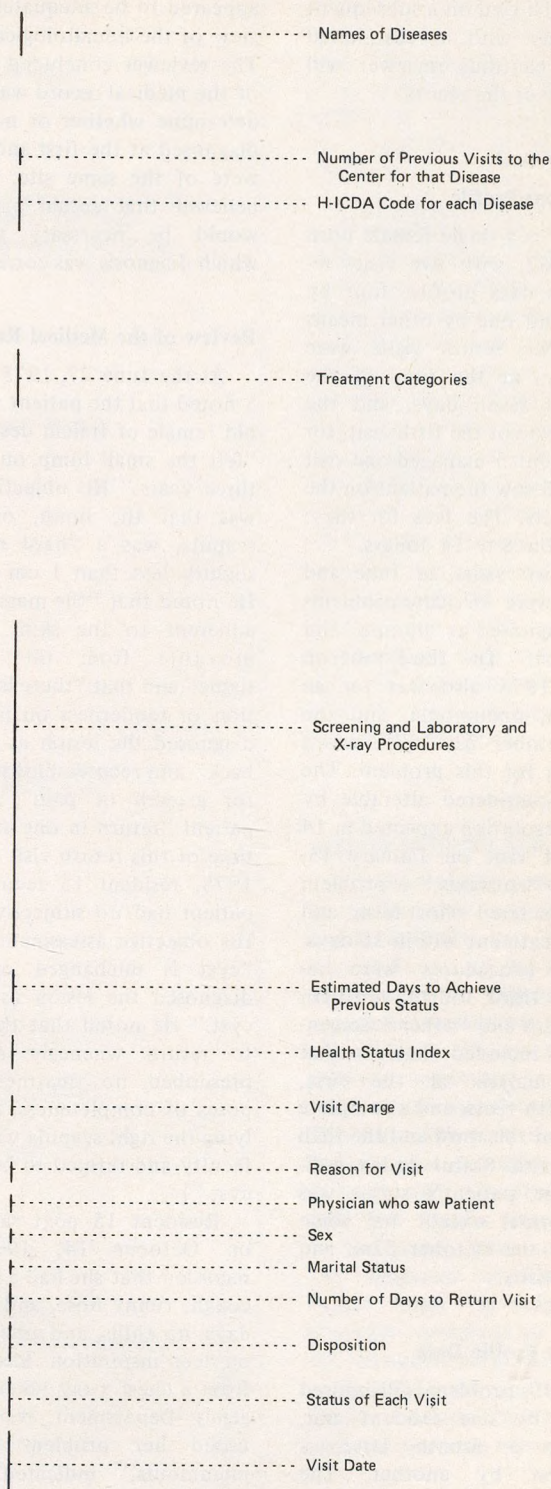 Names of Diseases
Number of Previous Visits to the
Center for that Disease
H-ICDA Code for each Disease
Treatment Categories
Screening and Laboratory and
X-ray Procedures
Estimated Days to Achieve
Previous Status
Health Status Index
Visit Charge
Reason for Visit
Physician who saw Patient
Sex
Marital Status
Number of Days to Return Visit
Disposition
Status of Each Visit
Visit Date